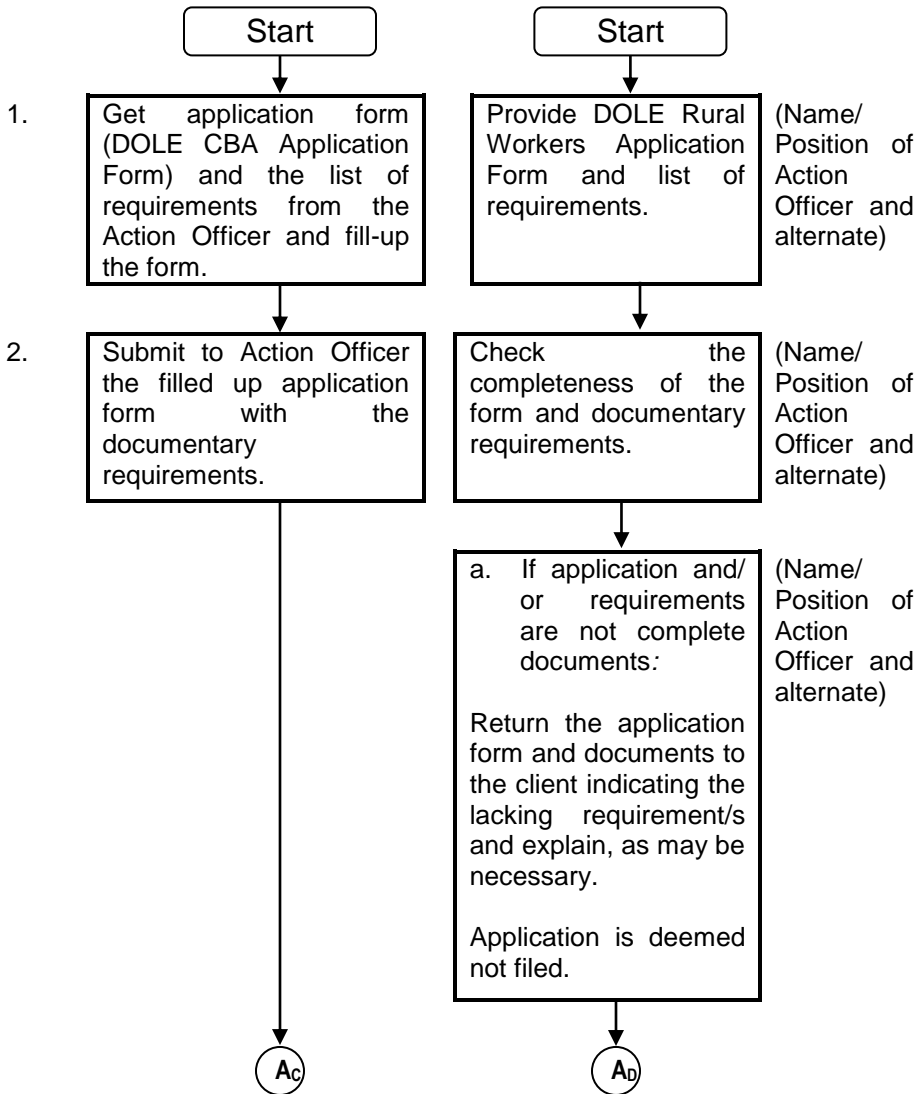 Start
Start
1.
Get application form
(DOLE CBA Application
Form) and the list of
requirements from the
Action Officer and fill-up
the form.
Provide DOLE Rural
Workers Application
Form and list of
requirements.
(Name/
Position of
Action
Officer and
alternate)
2.
Submit to Action Officer
the filled up application
form with the
documentary
requirements.
Check the
completeness of the
form and documentary
requirements.
(Name/
Position of
Action
Officer and
alternate)
a. If application and/
or requirements
are not complete
documents:
Return the application
form and documents to
the client indicating the
lacking requirement/s
and explain, as may be
necessary.
Application is deemed
not filed.
(Name/
Position of
Action
Officer and
alternate)
AC
AD